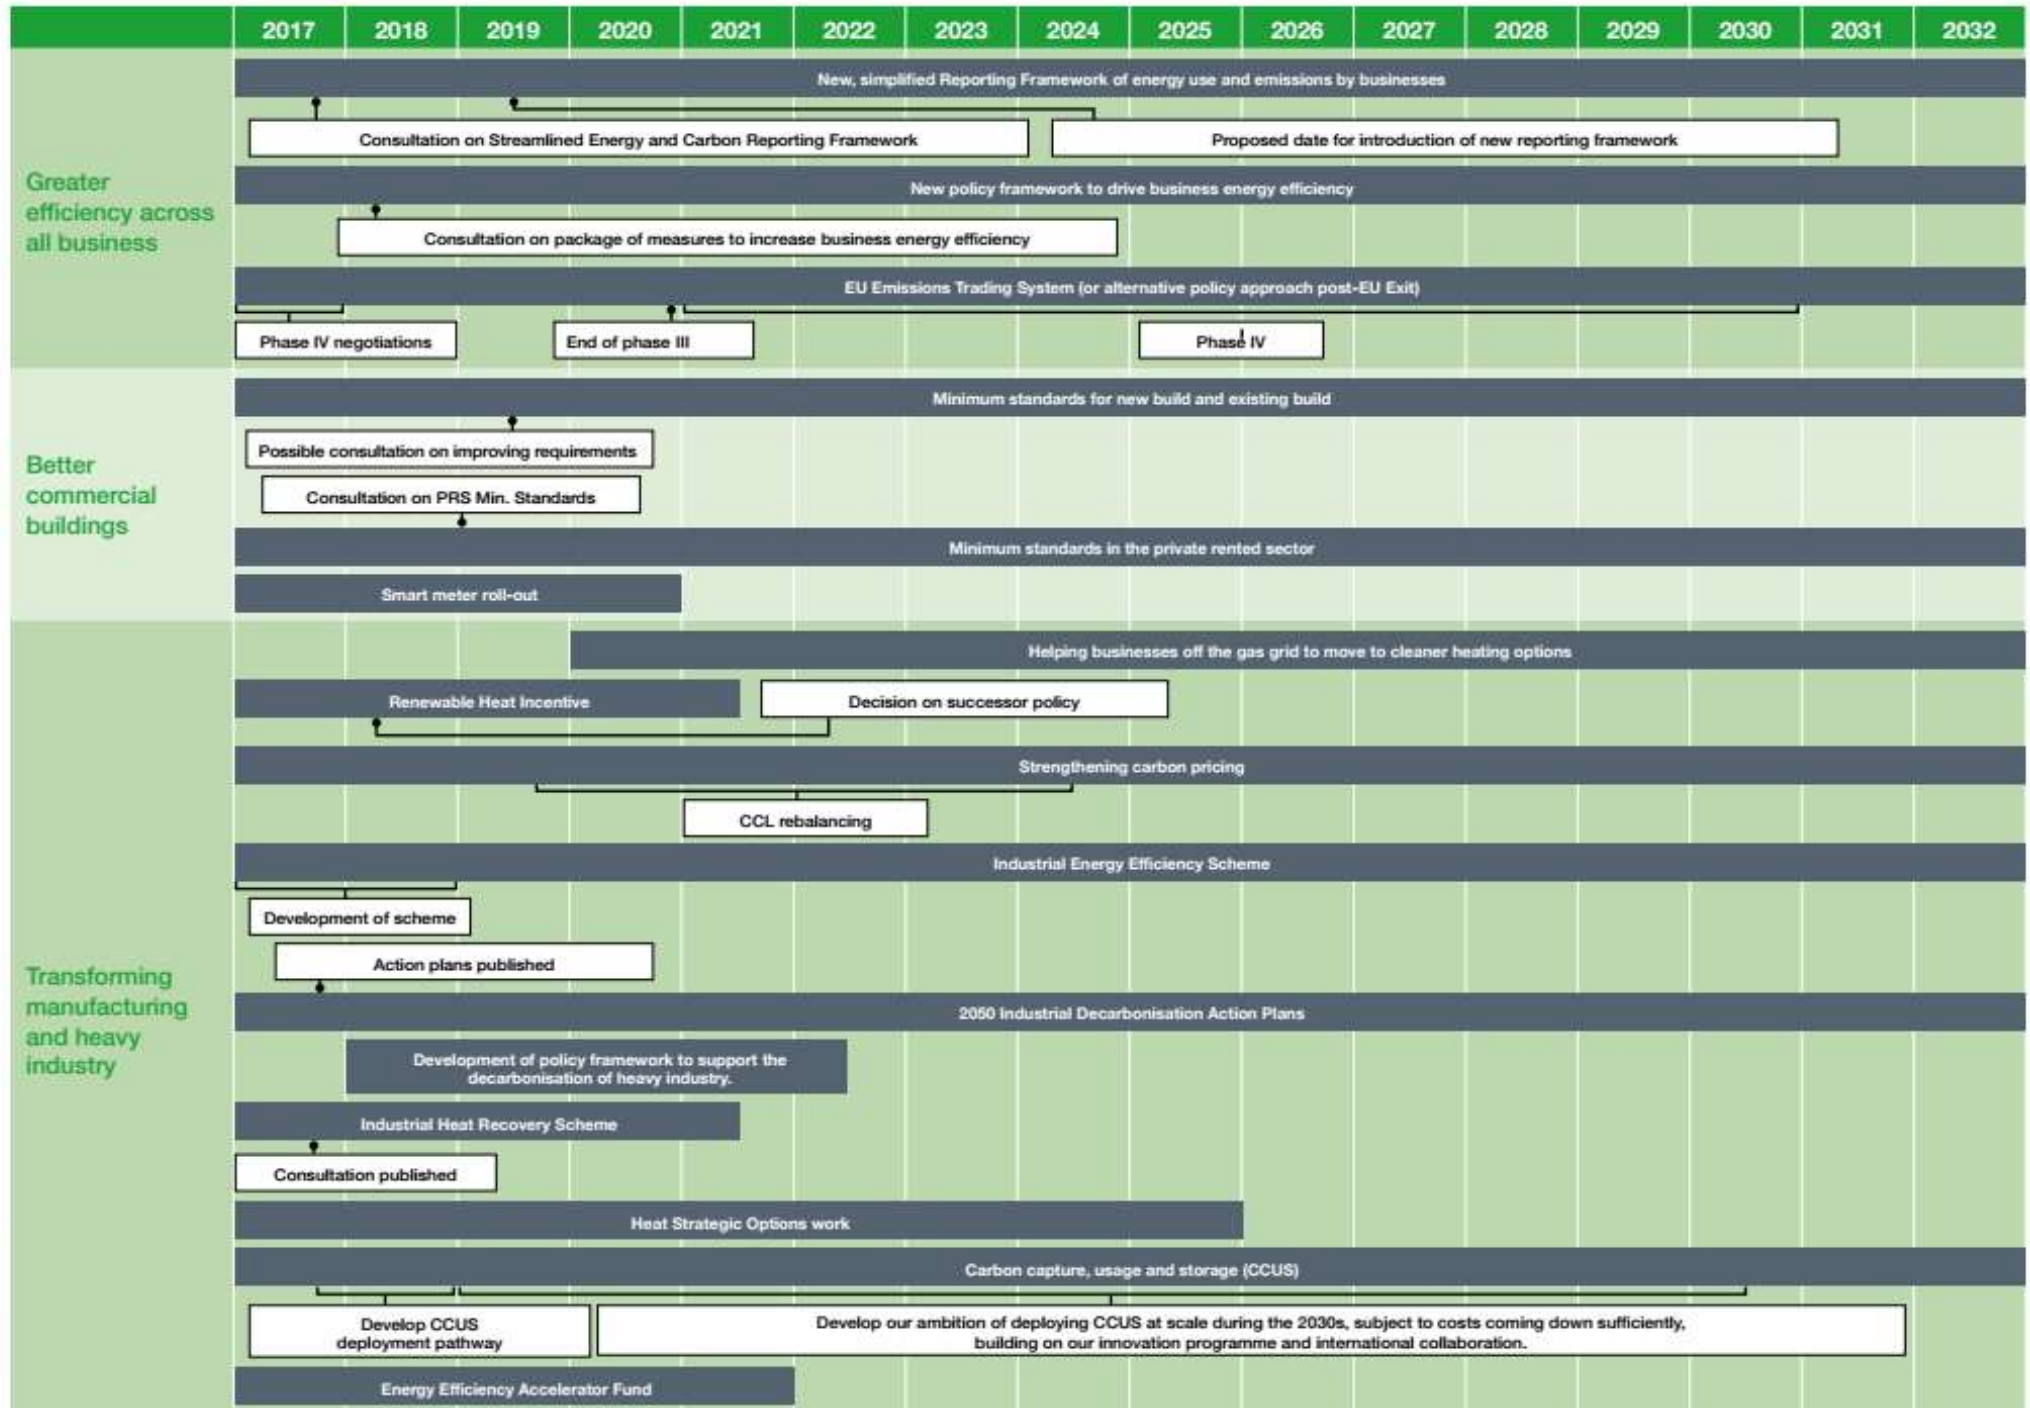 2017 2018 2019 2020 2021 2022 2023 2024 2025 2026 2027 2028 2029 2030 2031 2032
Greater
efficiency across
all business
New, simplified Reporting Framework of energy use and emissions by businesses
Consultation on Streamlined Energy and Carbon Reporting Framework
Proposed date for introduction of new reporting framework
New policy framework to drive business energy efficiency
Consultation on package of measures to increase business energy efficiency
EU Emissions Trading System (or alternative policy approach post-EU Exit)
Phase IV negotiations
End of phase III
Phase IV
Better
commercial
buildings
Minimum standards for new build and existing build
Possible consultation on improving requirements
Consultation on PRS Min. Standards
Minimum standards in the private rented sector
Smart meter roll-out
Transforming
manufacturing
and heavy
industry
Helping businesses off the gas grid to move to cleaner heating options
Renewable Heat Incentive
Decision on successor policy
Strengthening carbon pricing
CCL rebalancing
Industrial Energy Efficiency Scheme
Development of scheme
Action plans published
2050 Industrial Decarbonisation Action Plans
Development of policy framework to support the
decarbonisation of heavy industry.
Industrial Heat Recovery Scheme
Consultation published
Heat Strategic Options work
Carbon capture, usage and storage (CCUS)
Develop CCUS
deployment pathway
Develop our ambition of deploying CCUS at scale during the 2030s, subject to costs coming down sufficiently,
building on our innovation programme and international collaboration.
Energy Efficiency Accelerator Fund